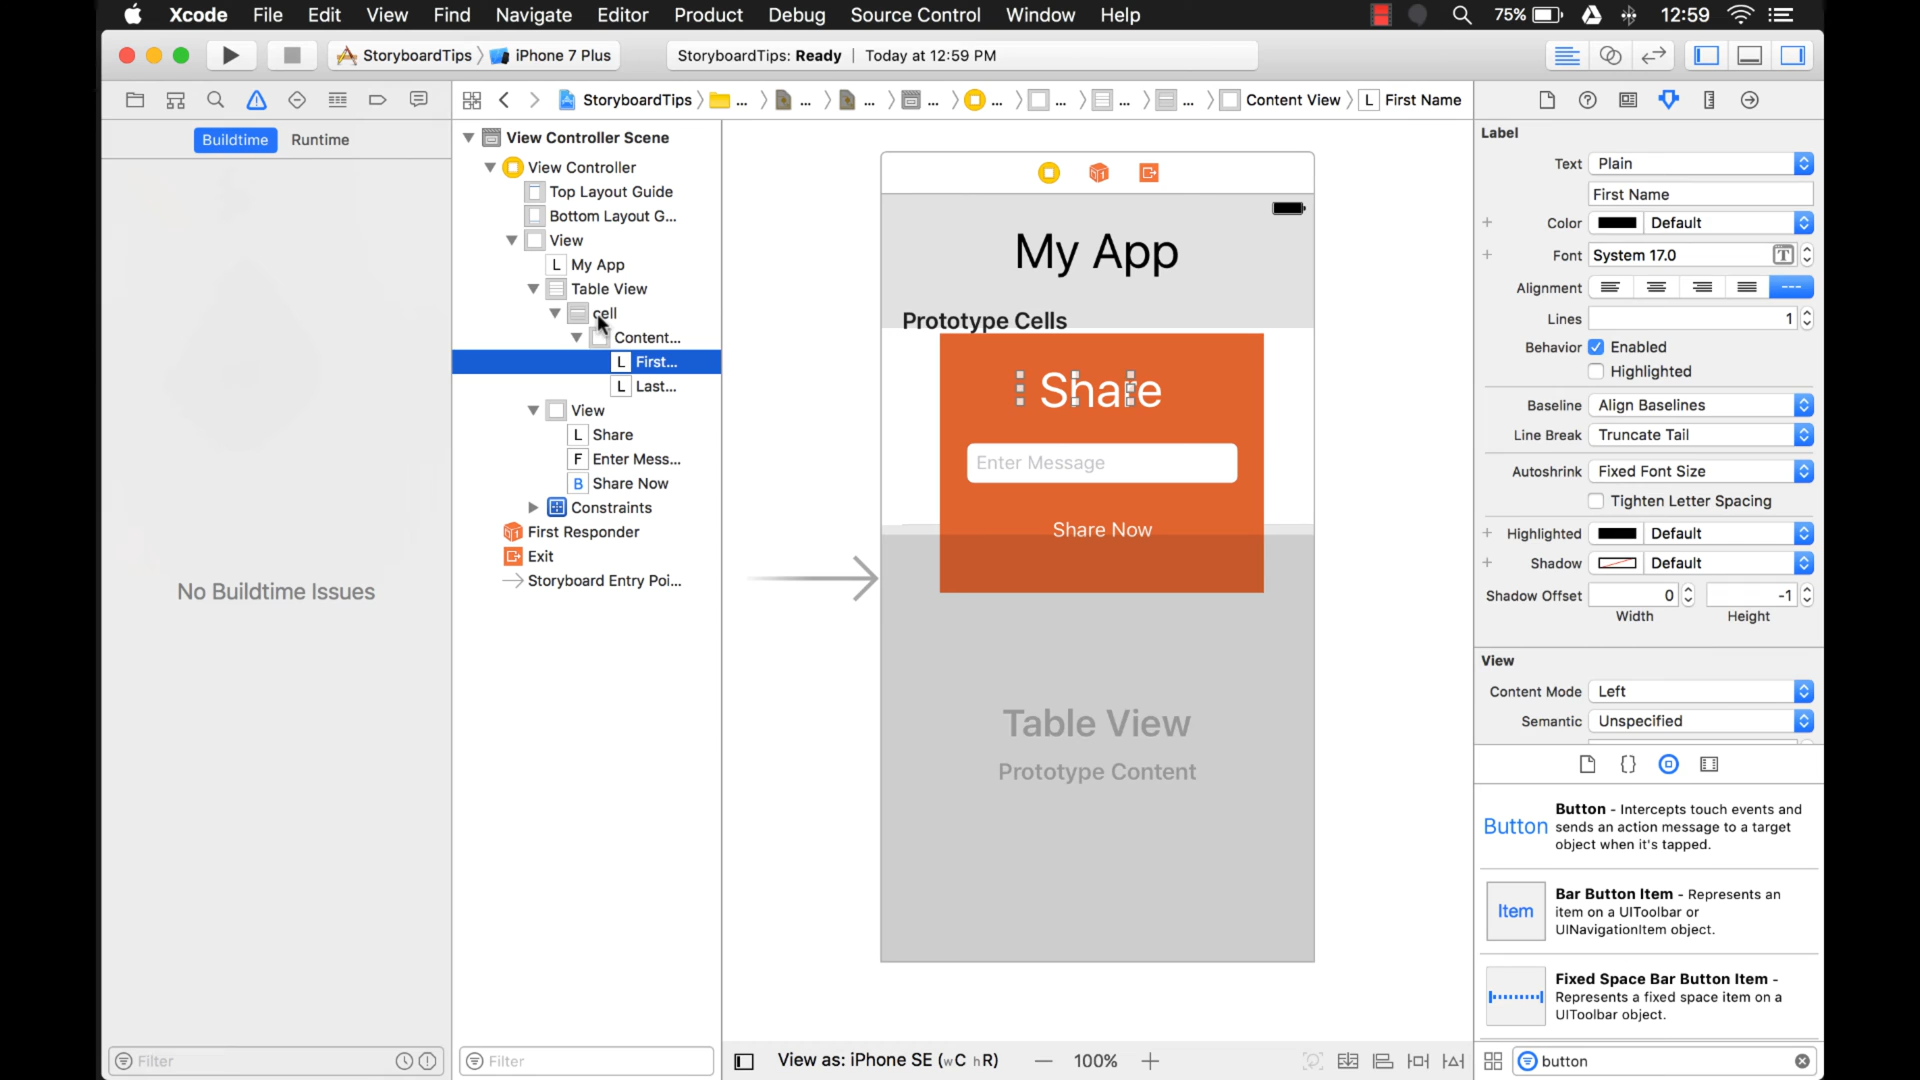 Xcode File Edit View Find Navigate Editor Product Debug Source Control Window Help 75% 12:59
StoryboardTips iPhone 7 Plus StoryboardTips: Ready | Today at 12:59 PM
StoryboardTips ... ... ... ... ... ... ... ... Content View L First Name
Buildtime Runtime
No Buildtime Issues
Filter
View Controller Scene
View Controller
Top Layout Guide
Bottom Layout G...
View
L My App
Table View
cell
Content...
L First...
L Last...
View
L Share
F Enter Mess...
B Share Now
Constraints
First Responder
Exit
Storyboard Entry Poi...
Filter
My App
Prototype Cells
Share
Enter Message
Share Now
Table View
Prototype Content
View as: iPhone SE (wC hR) — 100% +
Label
Text Plain
First Name
+ Color Default
+ Font System 17.0 T
Alignment ---
Lines 1
Behavior Enabled
Highlighted
Baseline Align Baselines
Line Break Truncate Tail
Autoshrink Fixed Font Size
Tighten Letter Spacing
+ Highlighted Default
+ Shadow Default
Shadow Offset 0 -1
Width Height
View
Content Mode Left
Semantic Unspecified
Button Button - Intercepts touch events and
sends an action message to a target
object when it's tapped.
Item Bar Button Item - Represents an
item on a UIToolbar or
UINavigationItem object.
Fixed Space Bar Button Item -
Represents a fixed space item on a
UIToolbar object.
button